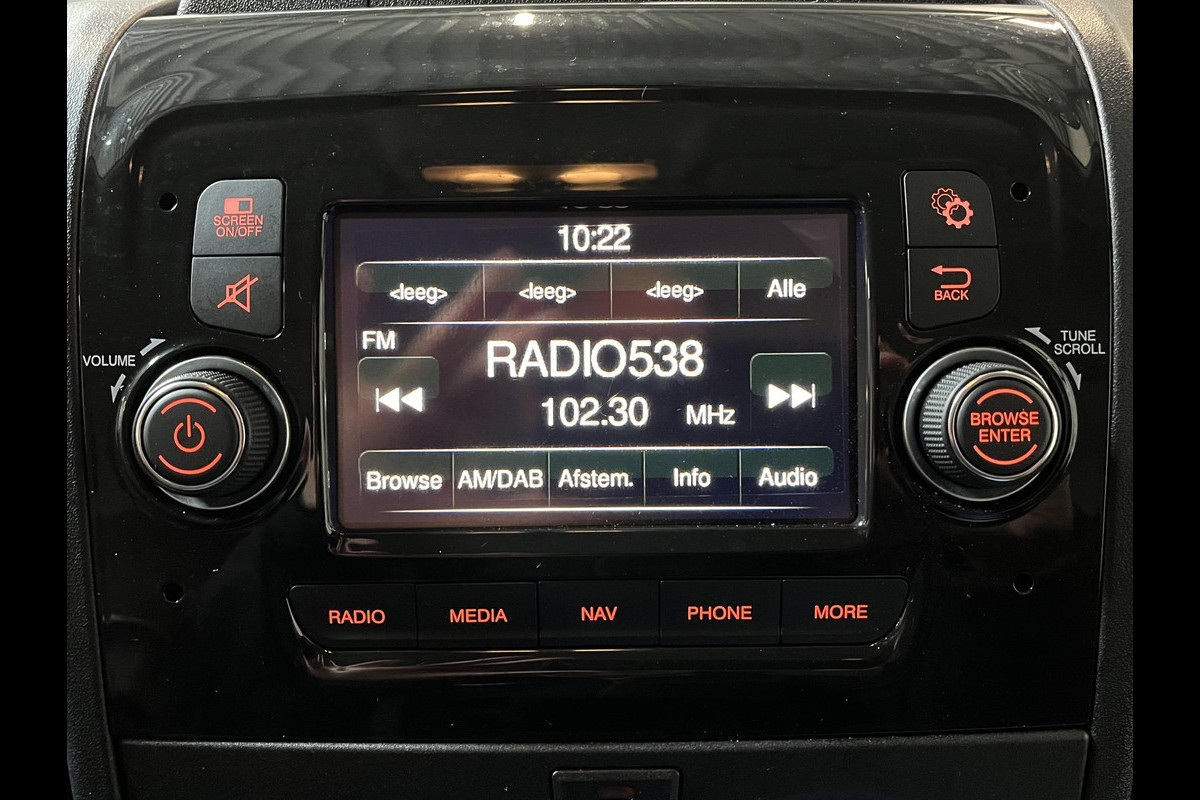 SCREEN
ON/OFF
10:22
<leeg> <leeg> <leeg> Alle
BACK
FM
RADIO538
102.30 MHz
Browse AM/DAB Afstem. Info Audio
VOLUME
TUNE
SCROLL
BROWSE
ENTER
RADIO MEDIA NAV PHONE MORE